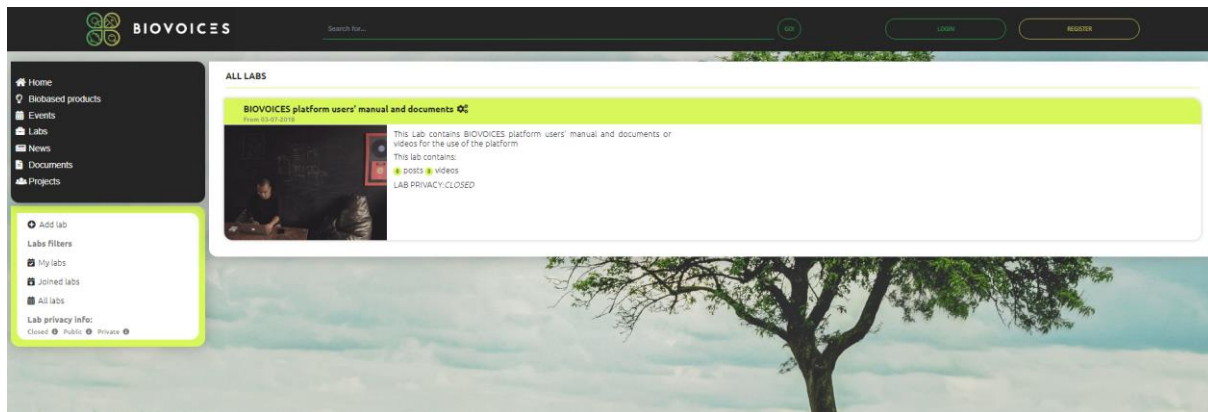 BIOVOICES
Search for...
GO!
LOGIN
REGISTER
Home
Biobased products
Events
Labs
News
Documents
Projects
Add lab
Labs filters
My labs
Joined labs
All labs
Lab privacy info:
Closed Public Private
ALL LABS
BIOVOICES platform users' manual and documents
From 03-07-2018
This Lab contains BIOVOICES platform users' manual and documents or
videos for the use of the platform
This lab contains:
posts videos
LAB PRIVACY:CLOSED